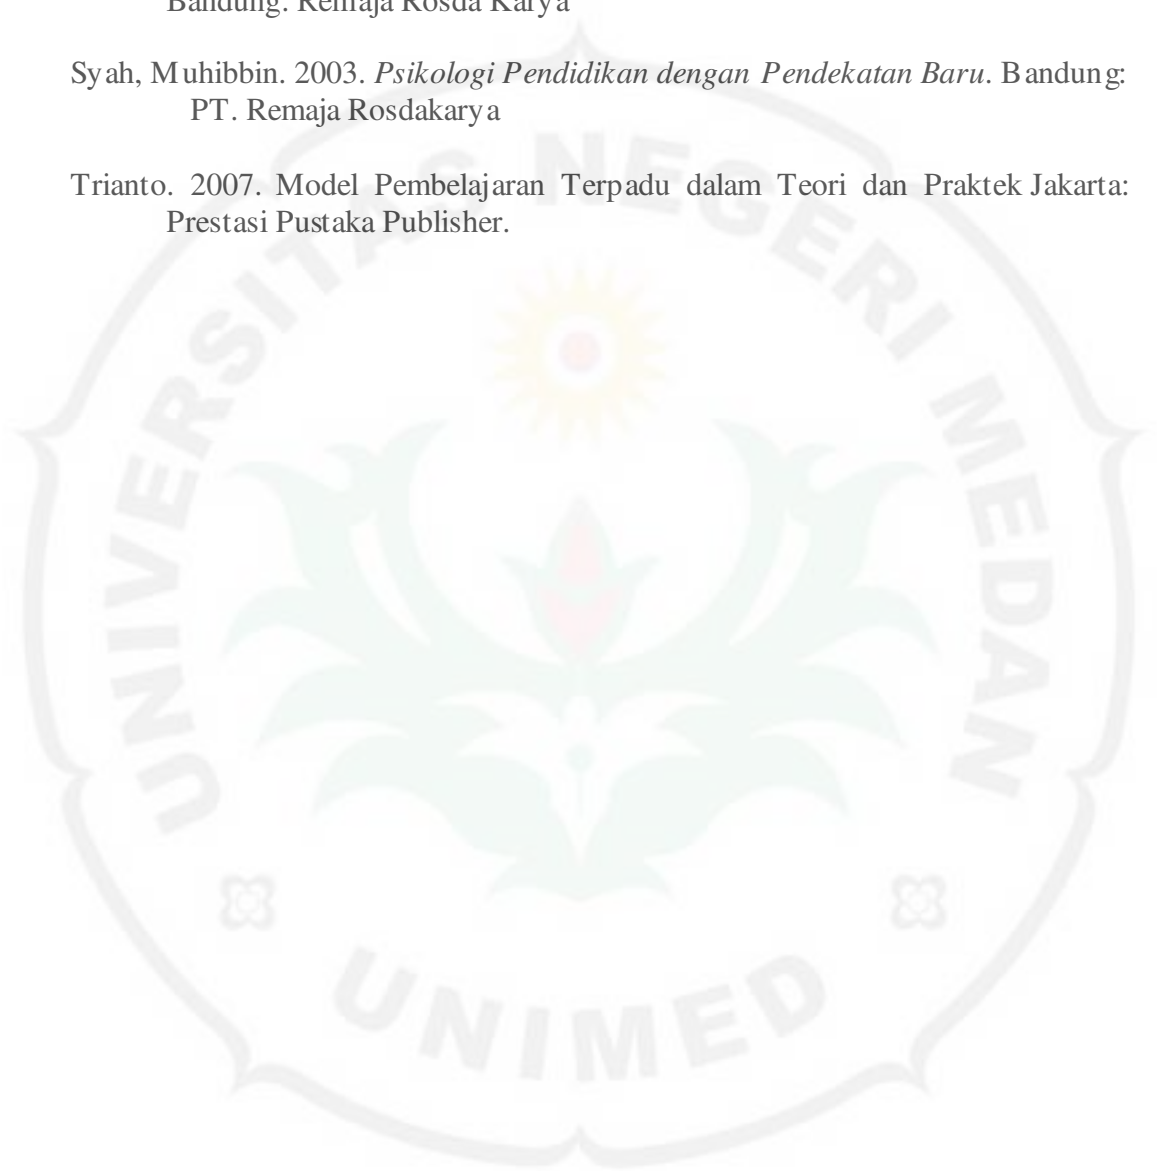 Bandung. Remaja Rosda Karya
Syah, Muhibbin. 2003. Psikologi Pendidikan dengan Pendekatan Baru. Bandung:
PT. Remaja Rosdakarya
Trianto. 2007. Model Pembelajaran Terpadu dalam Teori dan Praktek Jakarta:
Prestasi Pustaka Publisher.
UNIVERSITAS NEGERI MEDAN
UNIMED